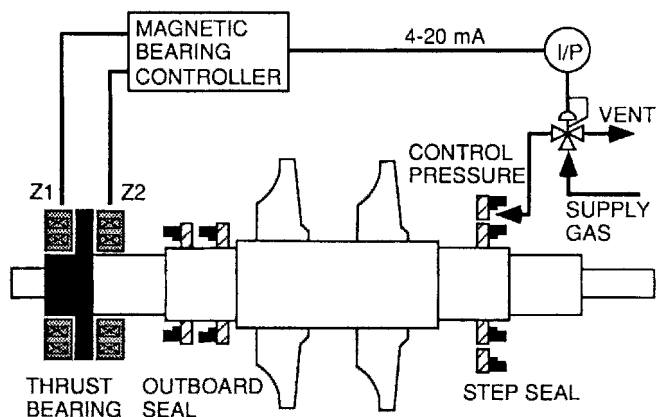 MAGNETIC
BEARING
CONTROLLER
4-20 mA
I/P
VENT
CONTROL
PRESSURE
SUPPLY
GAS
Z1
Z2
THRUST
BEARING
OUTBOARD
SEAL
STEP SEAL